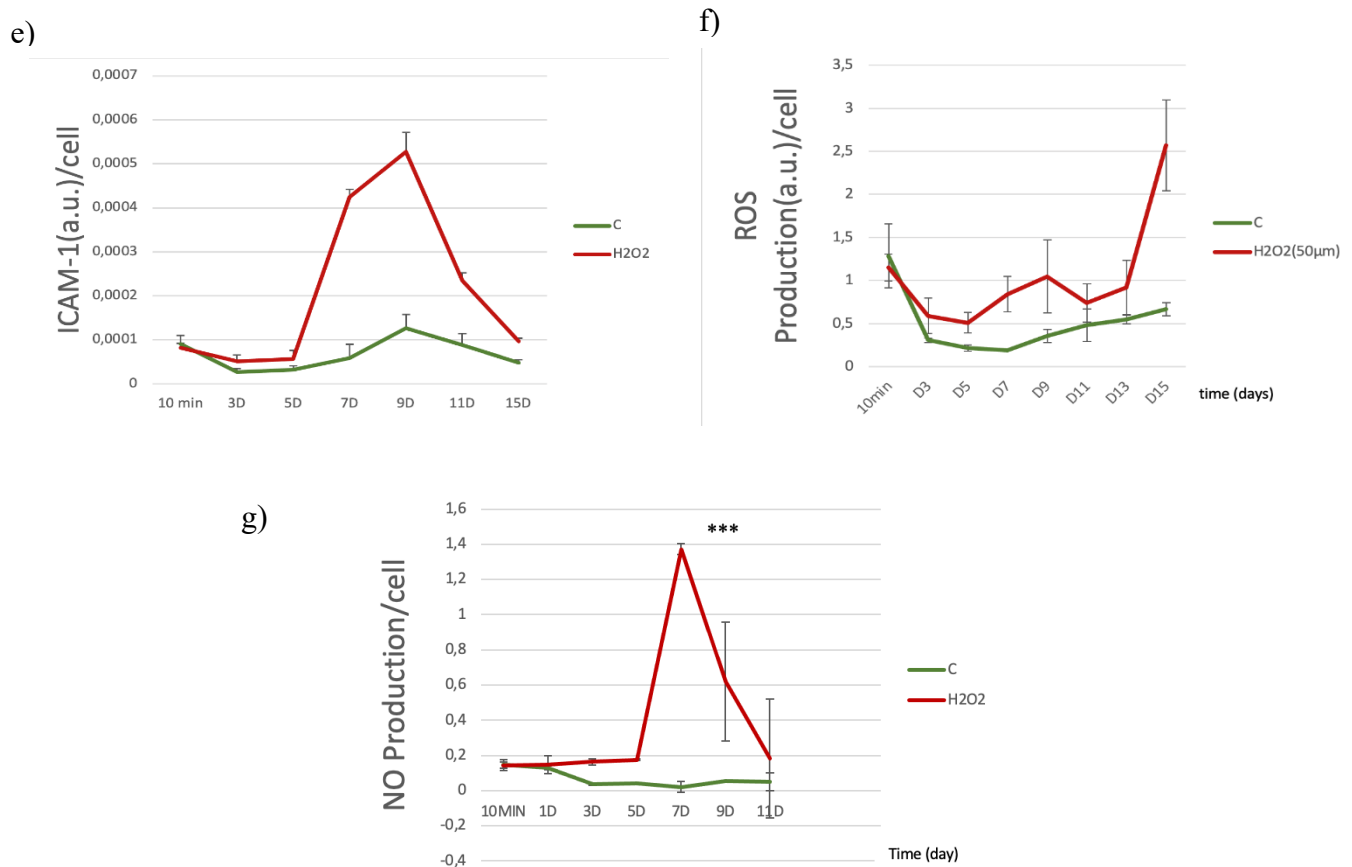 e)
0,0007
0,0006
0,0005
0,0004
0,0003
0,0002
0,0001
0
ICAM-1(a.u.)/cell
10 min 3D 5D 7D 9D 11D 15D
C
H2O2
f)
3,5
3
2,5
2
1,5
1
0,5
0
ROS
Production(a.u.)/cell
10min D3 D5 D7 D9 D11 D13 D15
time (days)
C
H2O2(50µm)
g)
1,6
1,4
1,2
1
0,8
0,6
0,4
0,2
0
-0,2
-0,4
NO Production/cell
***
10 MIN 1D 3D 5D 7D 9D 11D
Time (day)
C
H2O2